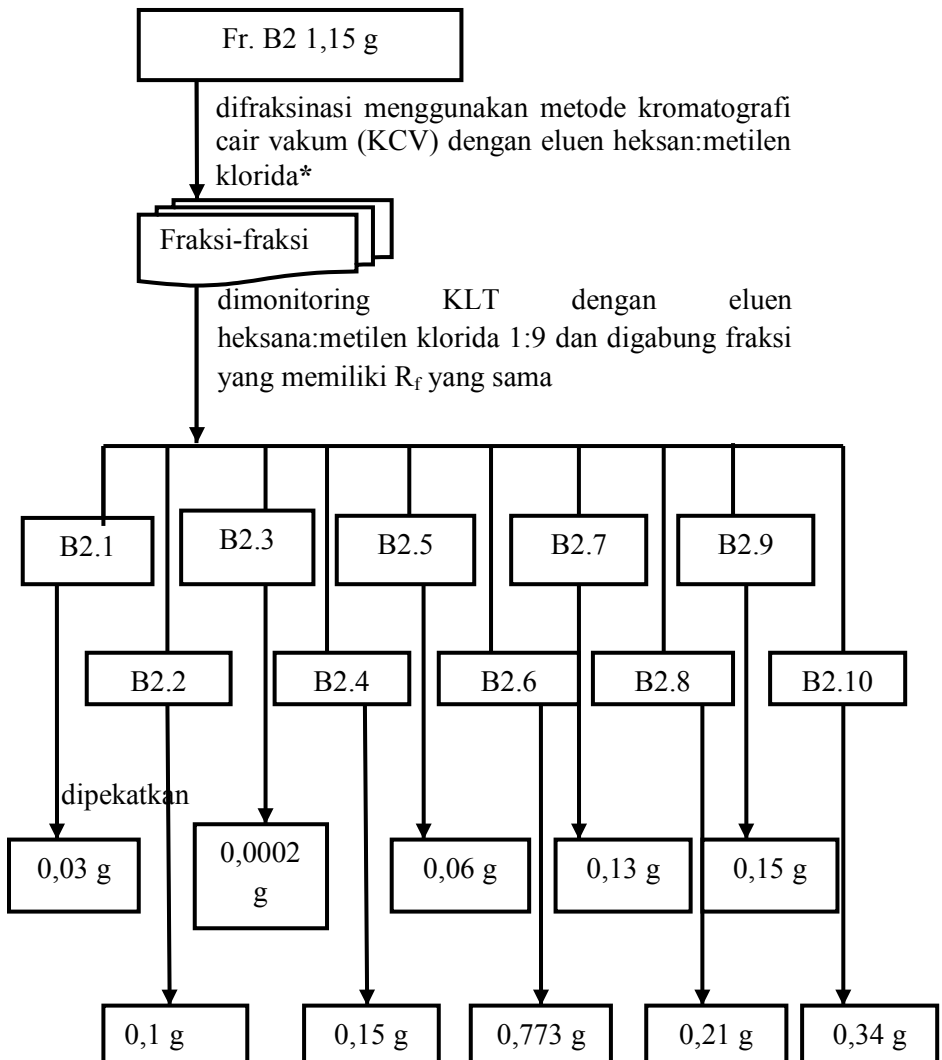 Fr. B2 1,15 g
difraksinasi menggunakan metode kromatografi
cair vakum (KCV) dengan eluen heksan:metilen
klorida*
Fraksi-fraksi
dimonitoring KLT dengan eluen
heksana:metilen klorida 1:9 dan digabung fraksi
yang memiliki Rf yang sama
B2.1
B2.3
B2.5
B2.7
B2.9
B2.2
B2.4
B2.6
B2.8
B2.10
dipekatkan
0,03 g
0,0002
g
0,06 g
0,13 g
0,15 g
0,1 g
0,15 g
0,773 g
0,21 g
0,34 g